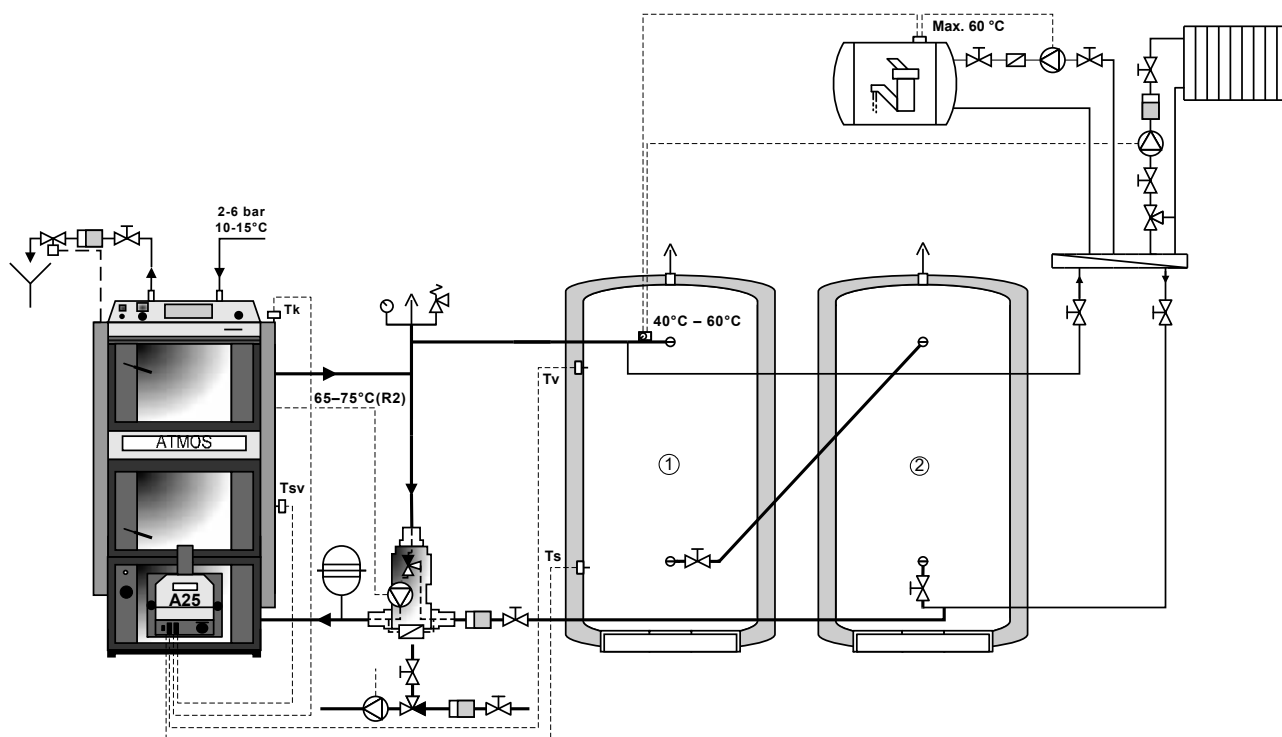 Max. 60 °C
2-6 bar
10-15°C
Tk
40°C – 60°C
Tv
65–75°C(R2)
ATMOS
1
2
Tsv
Ts
A25